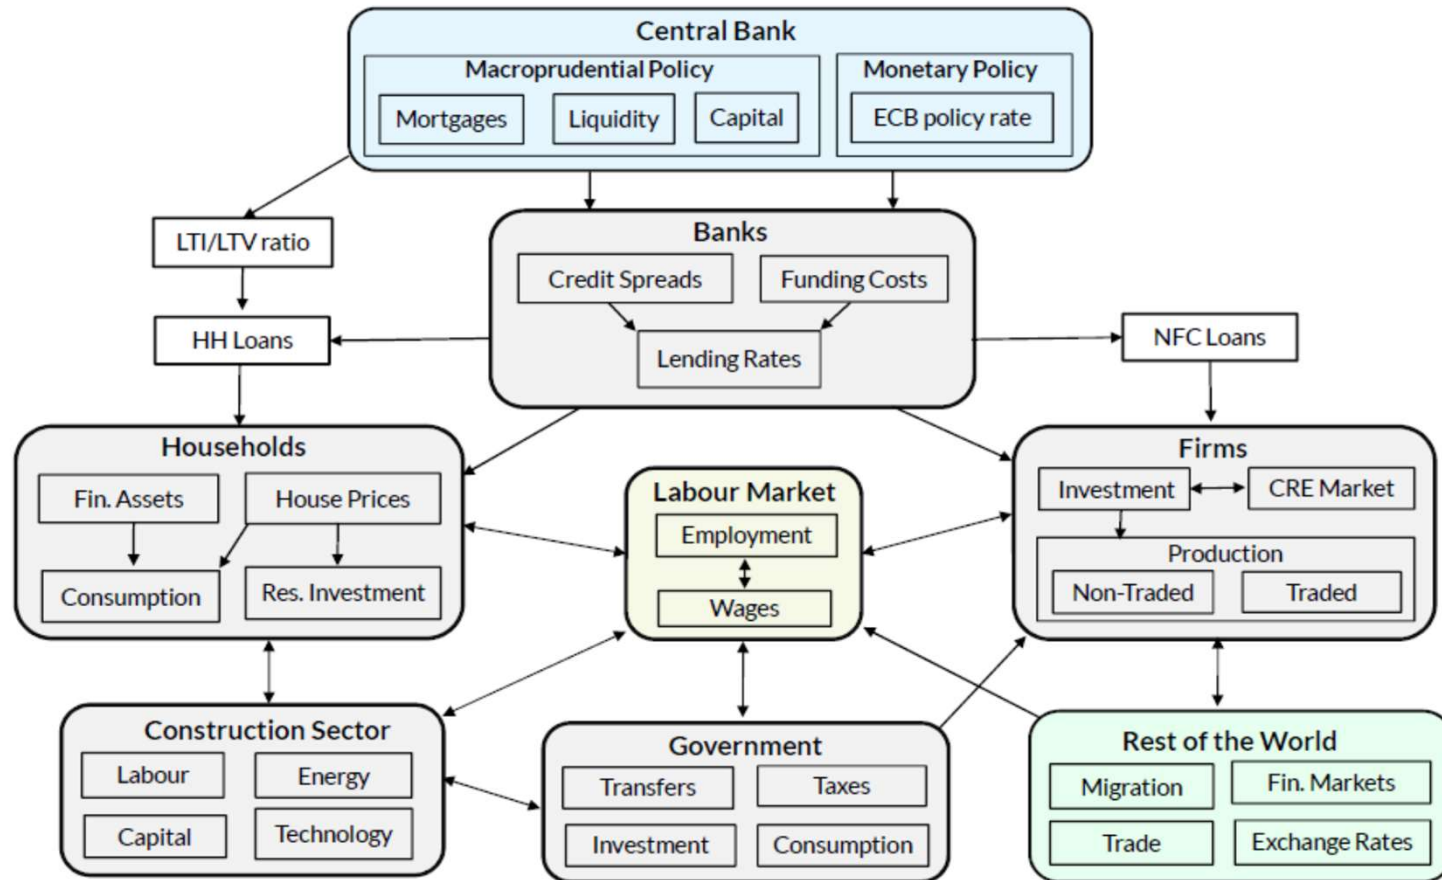 Central Bank
Macroprudential Policy
Monetary Policy
Mortgages
Liquidity
Capital
ECB policy rate
LTI/LTV ratio
Banks
Credit Spreads
Funding Costs
HH Loans
Lending Rates
NFC Loans
Households
Fin. Assets
House Prices
Consumption
Res. Investment
Labour Market
Employment
Wages
Firms
Investment
CRE Market
Production
Non-Traded
Traded
Construction Sector
Labour
Energy
Capital
Technology
Government
Transfers
Taxes
Investment
Consumption
Rest of the World
Migration
Fin. Markets
Trade
Exchange Rates